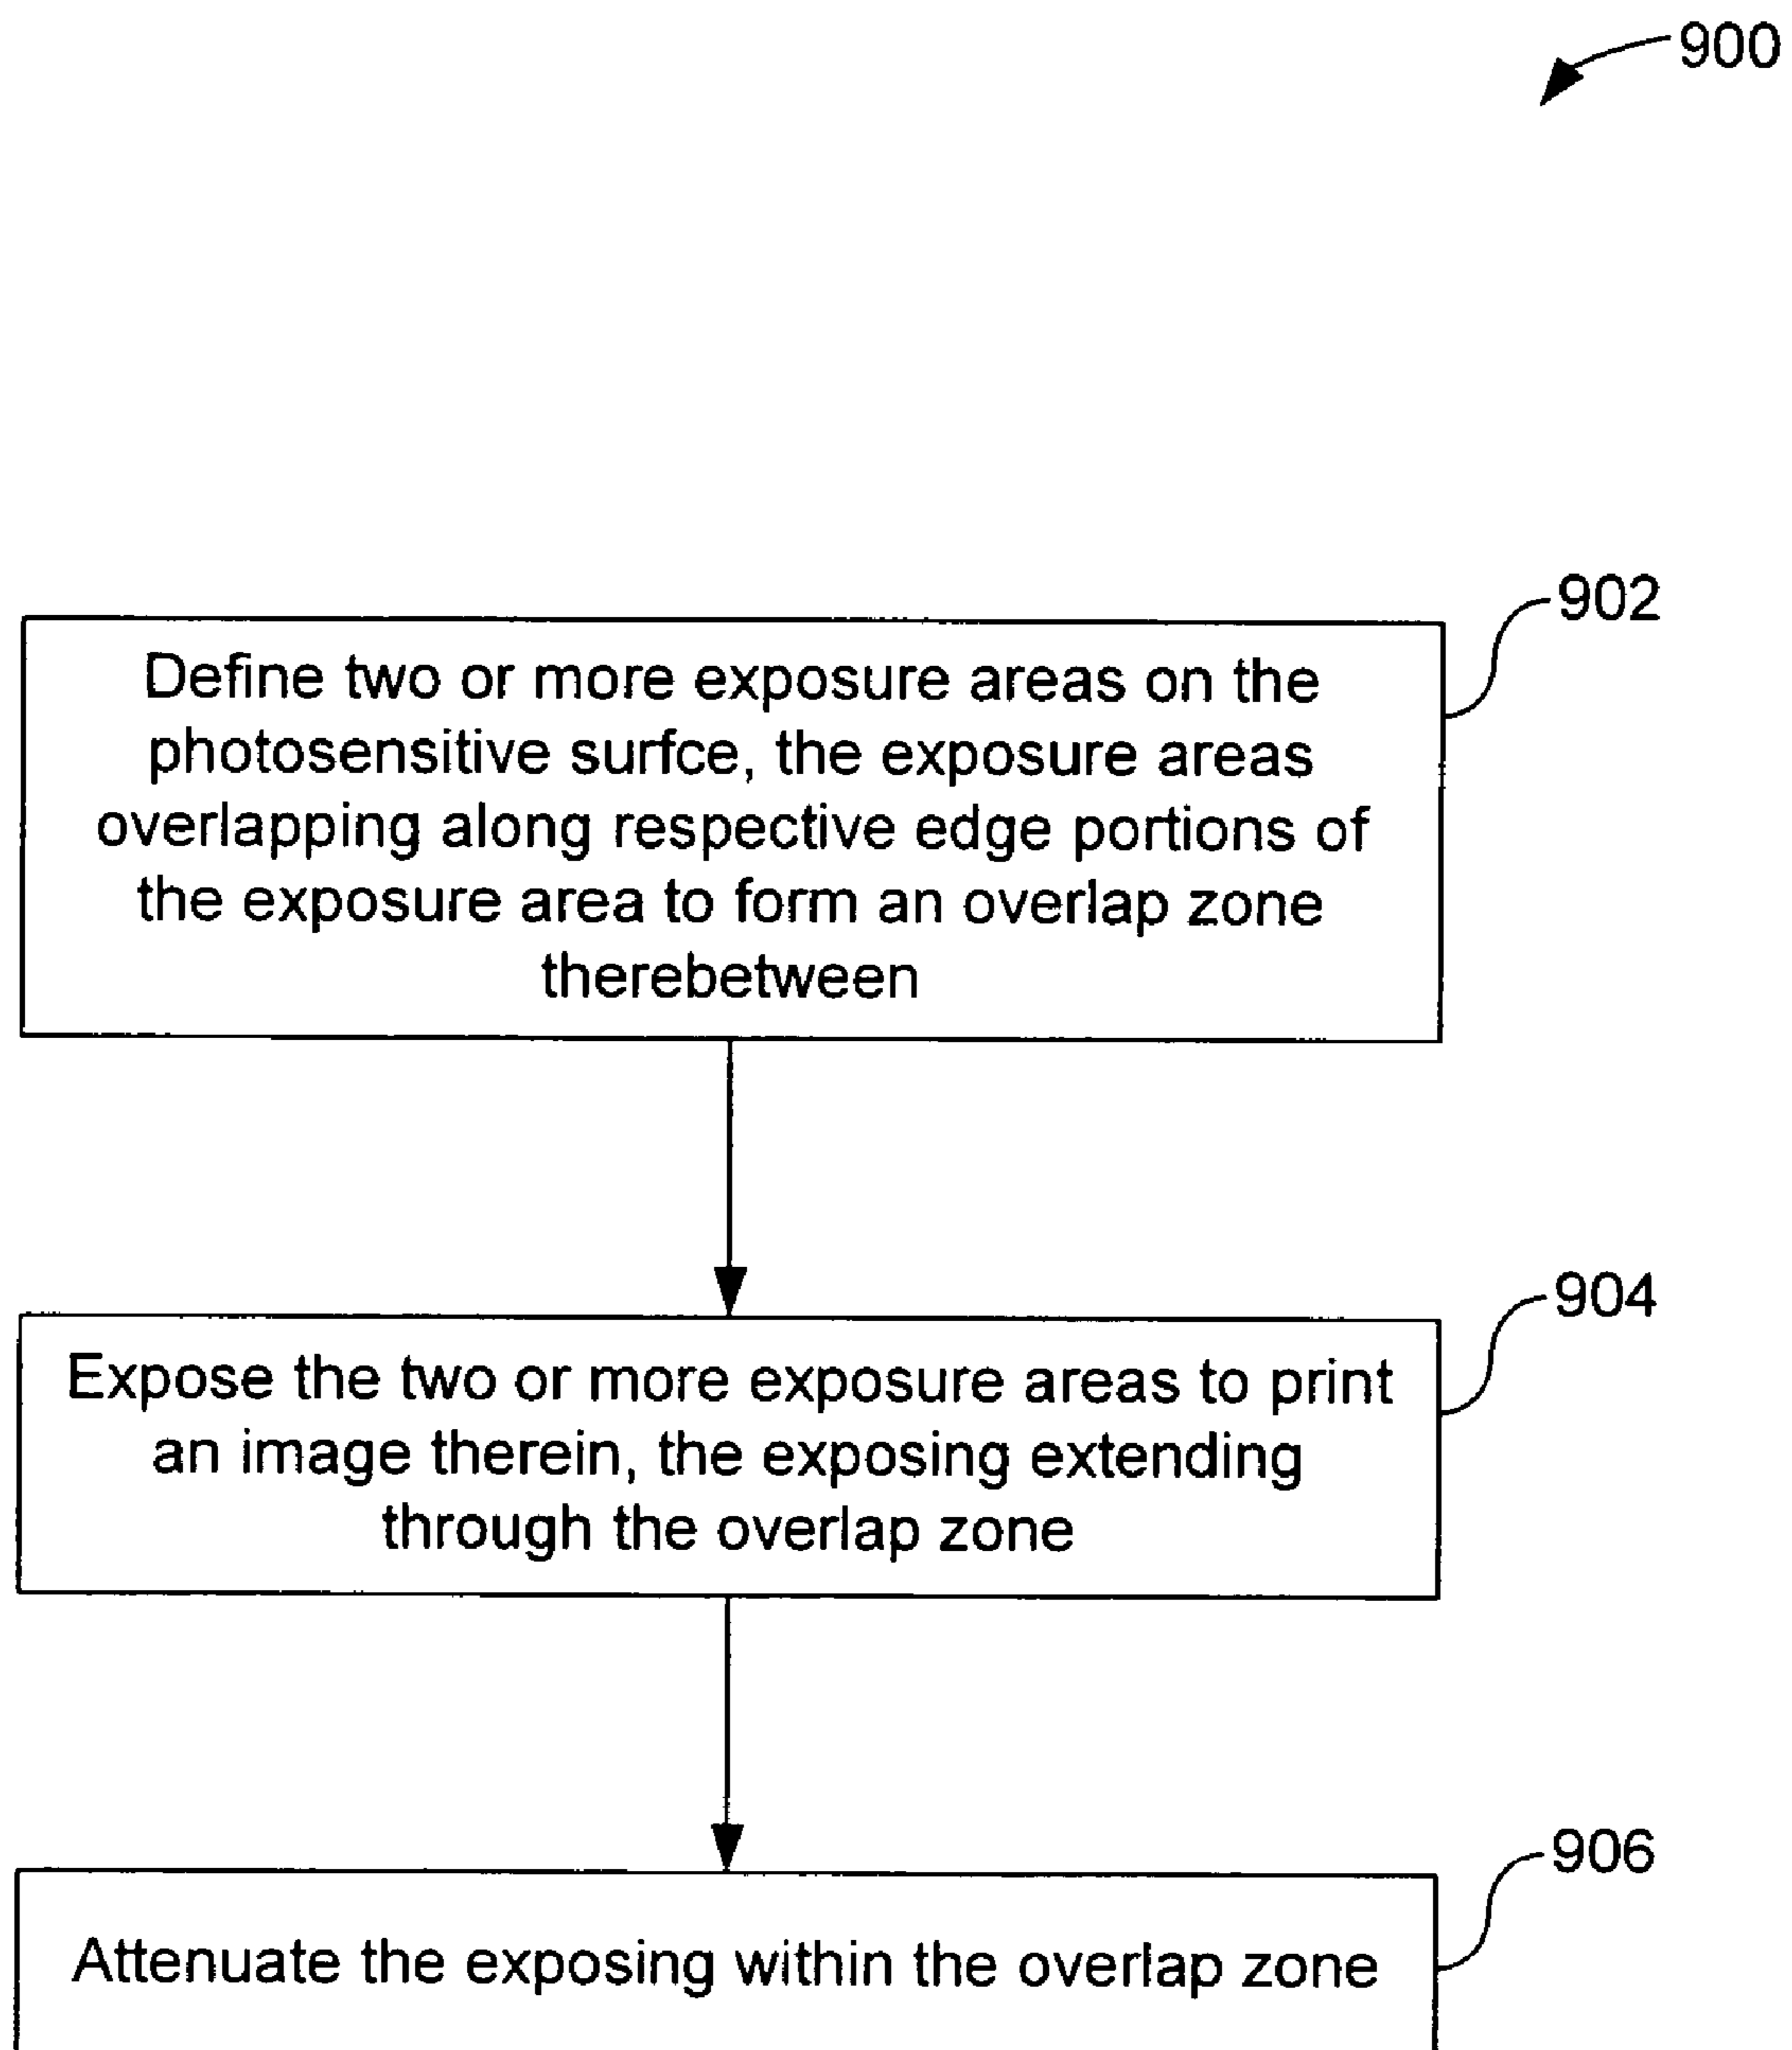 900
902
Define two or more exposure areas on the
photosensitive surfce, the exposure areas
overlapping along respective edge portions of
the exposure area to form an overlap zone
therebetween
904
Expose the two or more exposure areas to print
an image therein, the exposing extending
through the overlap zone
906
Attenuate the exposing within the overlap zone